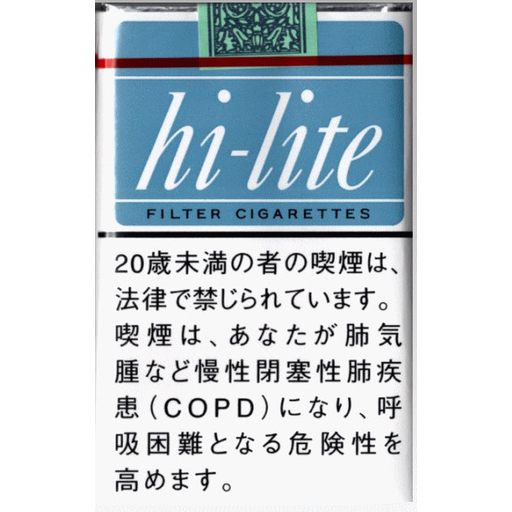 hi-lite
FILTER CIGARETTES
20歳未満の者の喫煙は、
法律で禁じられています。
喫煙は、あなたが肺気
腫など慢性閉塞性肺疾
患(COPD)になり、呼
吸困難となる危険性を
高めます。